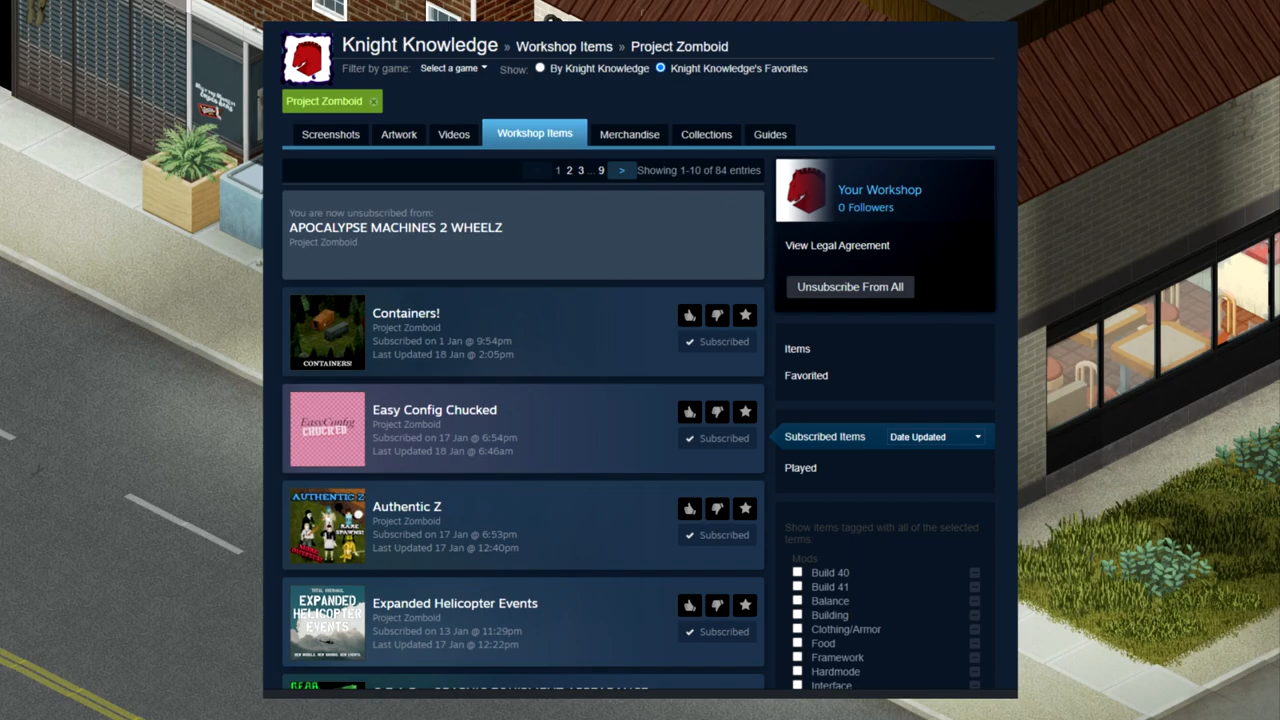 Knight Knowledge » Workshop Items » Project Zomboid
Filter by game: Select a game Show: By Knight Knowledge Knight Knowledge's Favorites
Project Zomboid
Screenshots Artwork Videos Workshop Items Merchandise Collections Guides
1 2 3 ... 9 > Showing 1-10 of 84 entries
You are now unsubscribed from:
APOCALYPSE MACHINES 2 WHEELZ
Project Zomboid
Containers!
Project Zomboid
Subscribed on 1 Jan @ 9:54pm
Last Updated 18 Jan @ 2:05pm
Subscribed
CONTAINERS!
Easy Config Chucked
Project Zomboid
Subscribed on 17 Jan @ 6:54pm
Last Updated 18 Jan @ 6:46am
Subscribed
EasyConfig
CHUCKED
Authentic Z
Project Zomboid
Subscribed on 17 Jan @ 6:53pm
Last Updated 17 Jan @ 12:40pm
Subscribed
AUTHENTIC Z
RARE
SPAWNS!
Expanded Helicopter Events
Project Zomboid
Subscribed on 13 Jan @ 11:29pm
Last Updated 17 Jan @ 12:22pm
Subscribed
EXPANDED
HELICOPTER
EVENTS
Your Workshop
0 Followers
View Legal Agreement
Unsubscribe From All
Items
Favorited
Subscribed Items Date Updated
Played
Show items tagged with all of the selected
terms:
Mods
Build 40
Build 41
Balance
Building
Clothing/Armor
Food
Framework
Hardmode
Interface